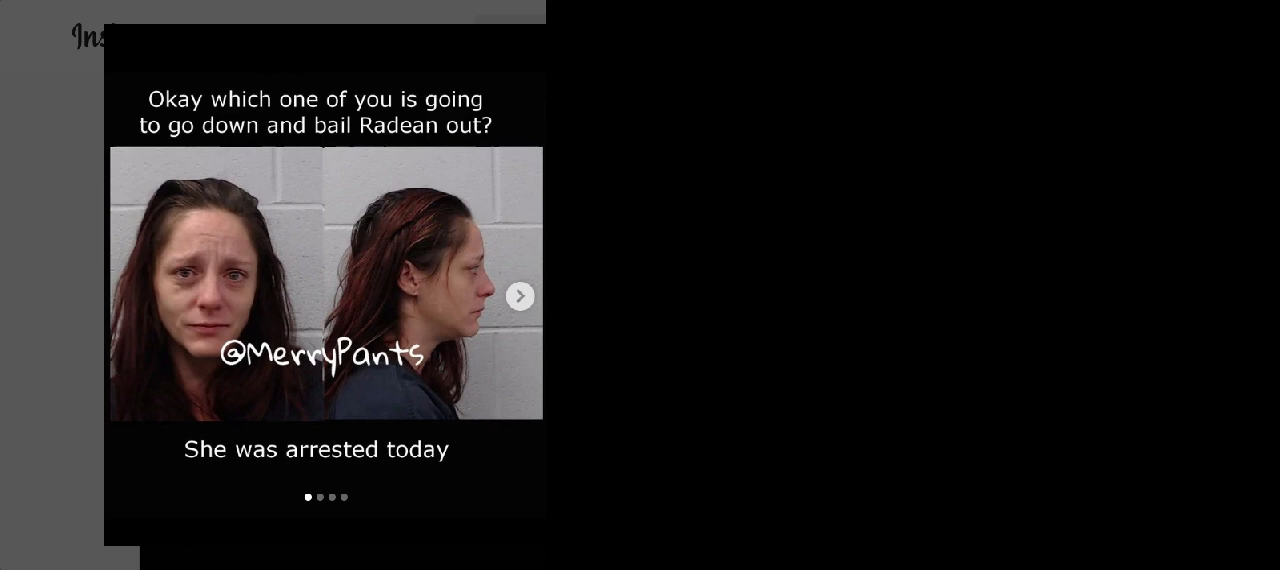 Ins
Okay which one of you is going
to go down and bail Radean out?
@MerryPants
She was arrested today